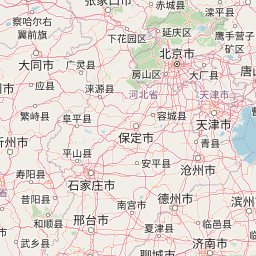 张家口市
赤城县
滦平县
察哈尔右
翼前旗
下花园区
延庆区
鹰手营子
矿区
北京市
大同市
广灵县
房山区
大厂县
唐
浑源县
涞源县
河北省
天津市
繁峙县
阜平县
容城县
天津市
保定市
忻州市
青县
平山县
安平县
沧州市
寿阳县
石家庄市
昔阳县
德州市
滨州
南宫市
和顺县
邢台市
临邑县
武乡县
夏津县
聊城市
济南市